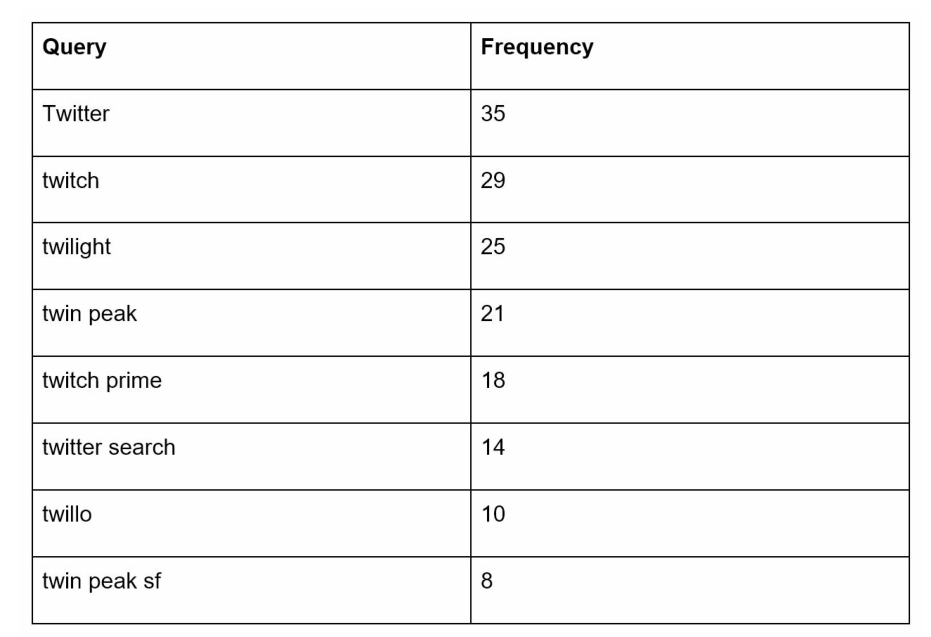 Query Frequency
Twitter 35
twitch 29
twilight 25
twin peak 21
twitch prime 18
twitter search 14
twillo 10
twin peak sf 8